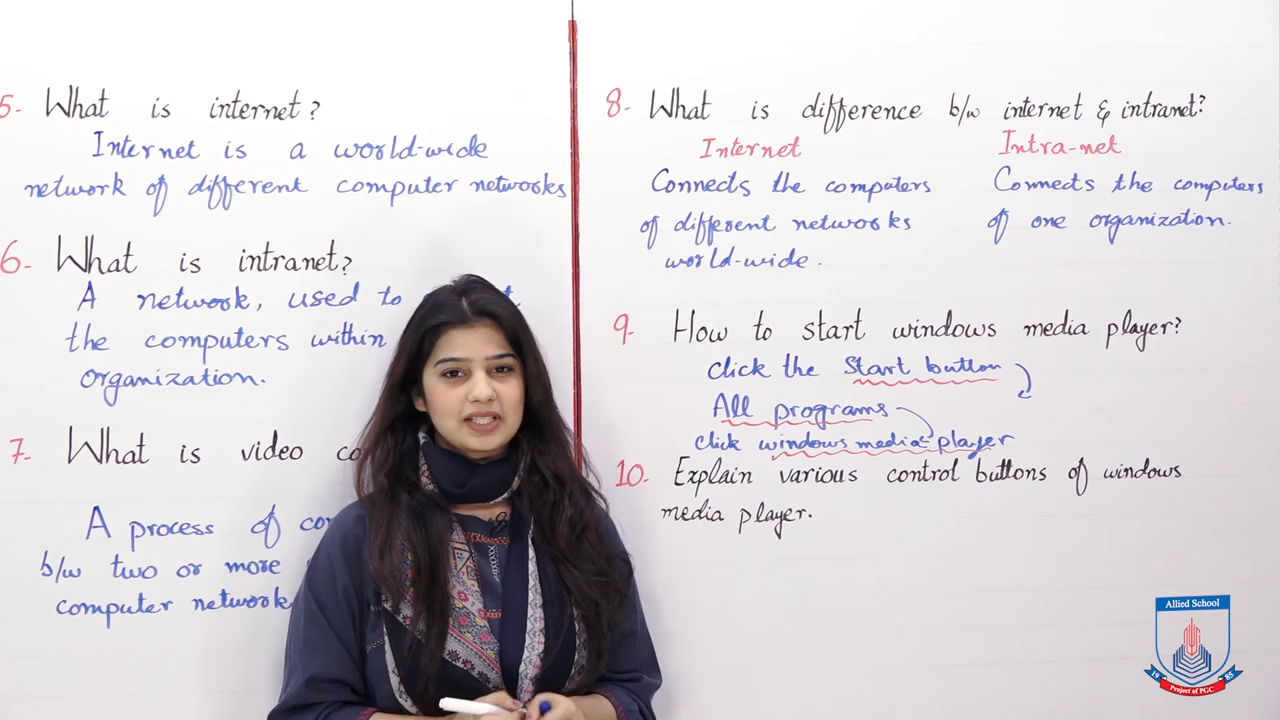 5- What is internet?
Internet is a world-wide
network of different computer networks
6- What is intranet?
A network, used to
the computers within
organization.
7- What is video
A process of
b/w two or more
computer network
8- What is difference b/w internet & intranet?
Internet Intra-net
Connects the computers Connects the computers
of different networks of one organization.
world-wide.
9- How to start windows media player?
click the Start button
All programs
click windows media player
10- Explain various control buttons of windows
media player.
Allied School
19 85
Project of PGC